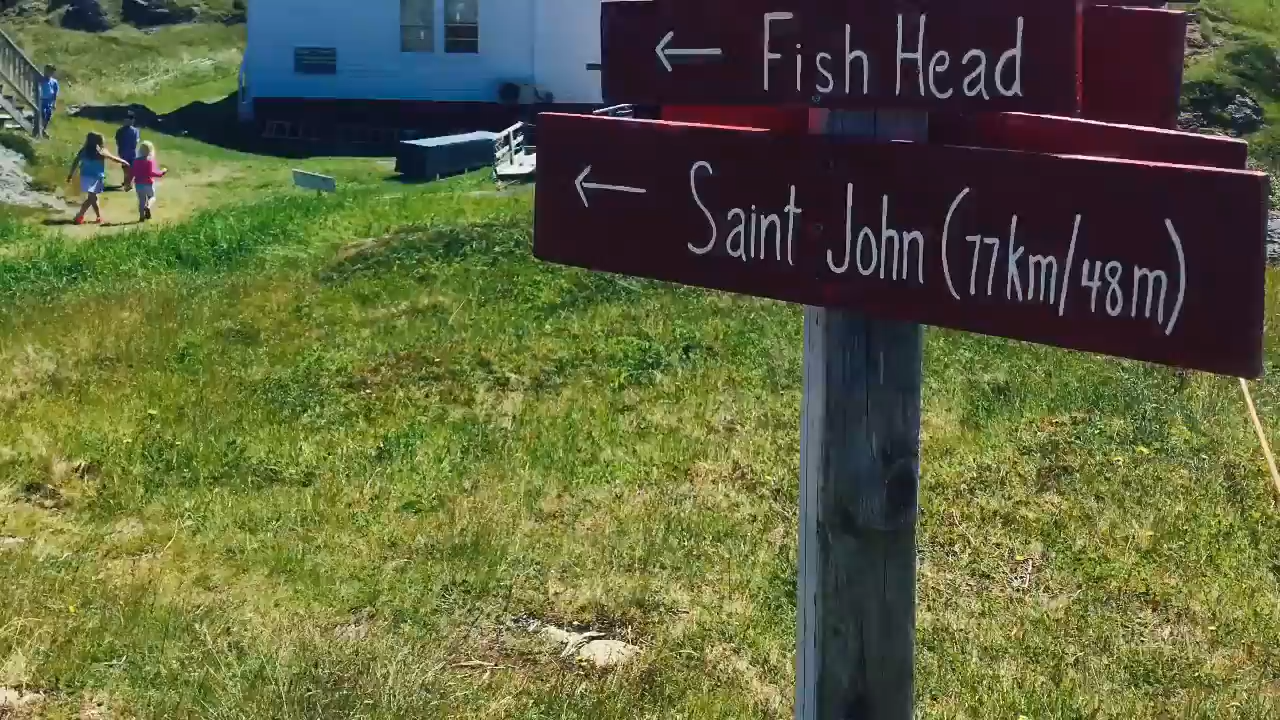 ← Fish Head
← Saint John (77km/48m)